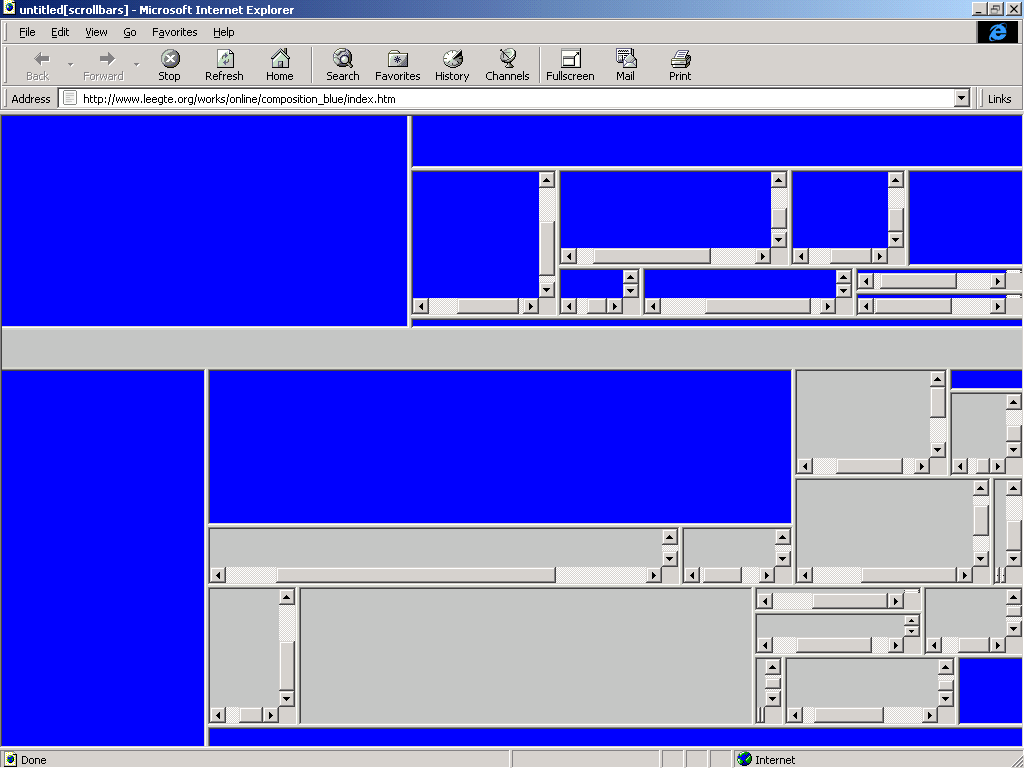 untitled[scrollbars] - Microsoft Internet Explorer
File Edit View Go Favorites Help
Back Forward Stop Refresh Home Search Favorites History Channels Fullscreen Mail Print
Address http://www.leegte.org/works/online/composition_blue/index.htm Links
Done Internet